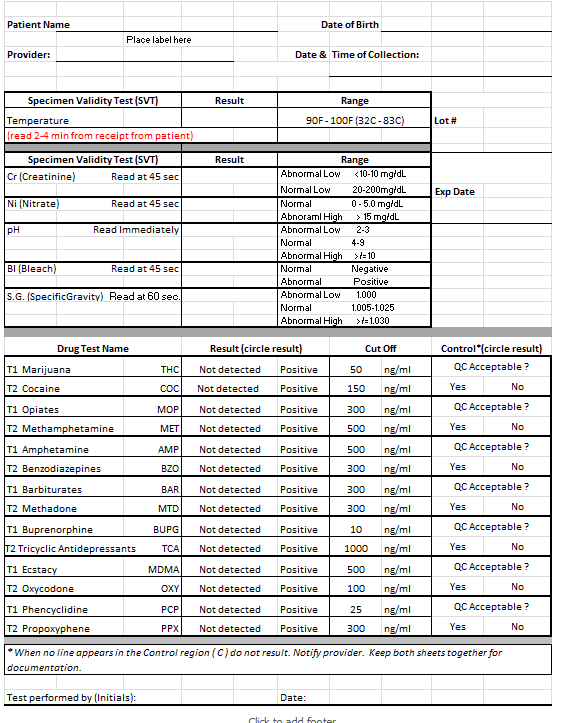 Patient Name Date of Birth
Place label here
Provider: Date & Time of Collection:
Specimen Validity Test (SVT) Result Range
Temperature 90F - 100F (32C - 83C) Lot #
(read 2-4 min from receipt from patient)
Specimen Validity Test (SVT) Result Range
Cr (Creatinine) Read at 45 sec Abnormal Low <10-10 mg/dL
Normal Low 20-200mg/dL Exp Date
Ni (Nitrate) Read at 45 sec Normal 0 - 5.0 mg/dL
Abnoraml High > 15 mg/dL
pH Read Immediately Abnormal Low 2-3
Normal 4-9
Abnormal High >/=10
Bl (Bleach) Read at 45 sec Normal Negative
Abnormal Positive
S.G. (SpecificGravity) Read at 60 sec. Abnormal Low 1.000
Normal 1.005-1.025
Abnormal High >/=1.030
Drug Test Name Result (circle result) Cut Off Control*(circle result)
T1 Marijuana THC Not detected Positive 50 ng/ml QC Acceptable ?
T2 Cocaine COC Not detected Positive 150 ng/ml Yes No
T1 Opiates MOP Not detected Positive 300 ng/ml QC Acceptable ?
T2 Methamphetamine MET Not detected Positive 500 ng/ml Yes No
T1 Amphetamine AMP Not detected Positive 500 ng/ml QC Acceptable ?
T2 Benzodiazepines BZO Not detected Positive 300 ng/ml Yes No
T1 Barbiturates BAR Not detected Positive 300 ng/ml QC Acceptable ?
T2 Methadone MTD Not detected Positive 300 ng/ml Yes No
T1 Buprenorphine BUPG Not detected Positive 10 ng/ml QC Acceptable ?
T2 Tricyclic Antidepressants TCA Not detected Positive 1000 ng/ml Yes No
T1 Ecstacy MDMA Not detected Positive 500 ng/ml QC Acceptable ?
T2 Oxycodone OXY Not detected Positive 100 ng/ml Yes No
T1 Phencyclidine PCP Not detected Positive 25 ng/ml QC Acceptable ?
T2 Propoxyphene PPX Not detected Positive 300 ng/ml Yes No
* When no line appears in the Control region ( C ) do not result. Notify provider. Keep both sheets together for
documentation.
Test performed by (Initials): Date:
Click to add footer